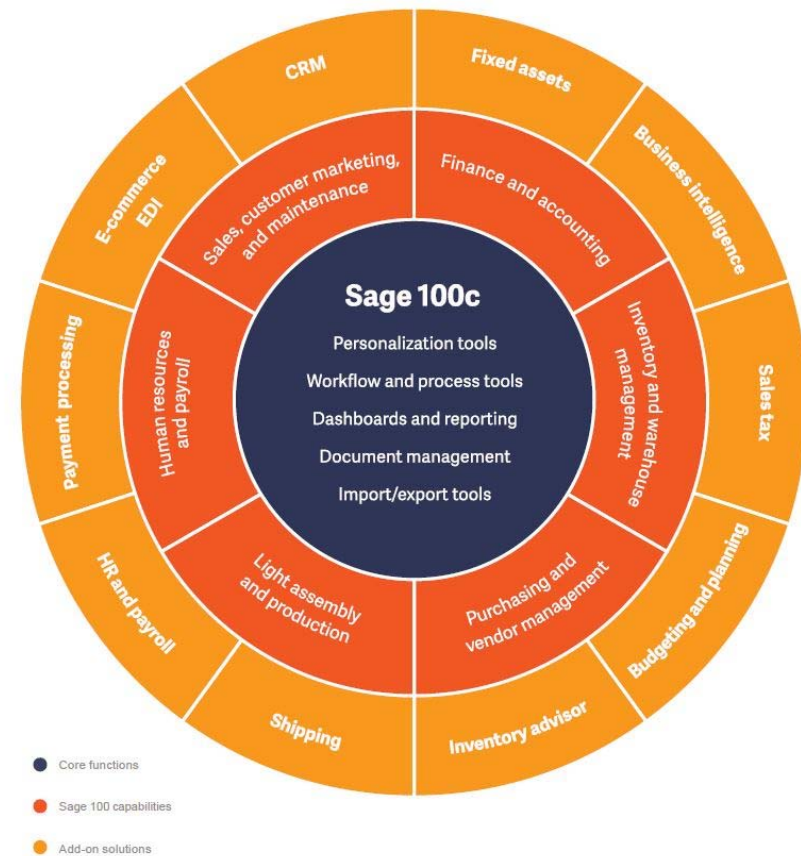 CRM
Fixed assets
Business intelligence
Sales tax
Budgeting and planning
Inventory advisor
Shipping
HR and payroll
Payment processing
E-commerce
EDI
Sales, customer marketing,
and maintenance
Finance and accounting
Inventory and warehouse
management
Purchasing and
vendor management
Light assembly
and production
Human resources
and payroll
Sage 100c
Personalization tools
Workflow and process tools
Dashboards and reporting
Document management
Import/export tools
Core functions
Sage 100 capabilities
Add-on solutions